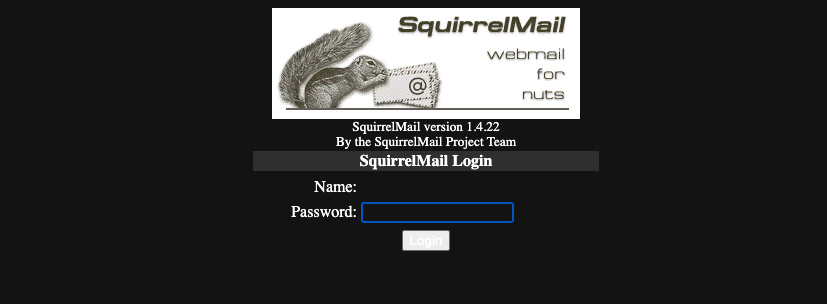 SquirrelMail
webmail
for
nuts
@
SquirrelMail version 1.4.22
By the SquirrelMail Project Team
SquirrelMail Login
Name:
Password:
Login